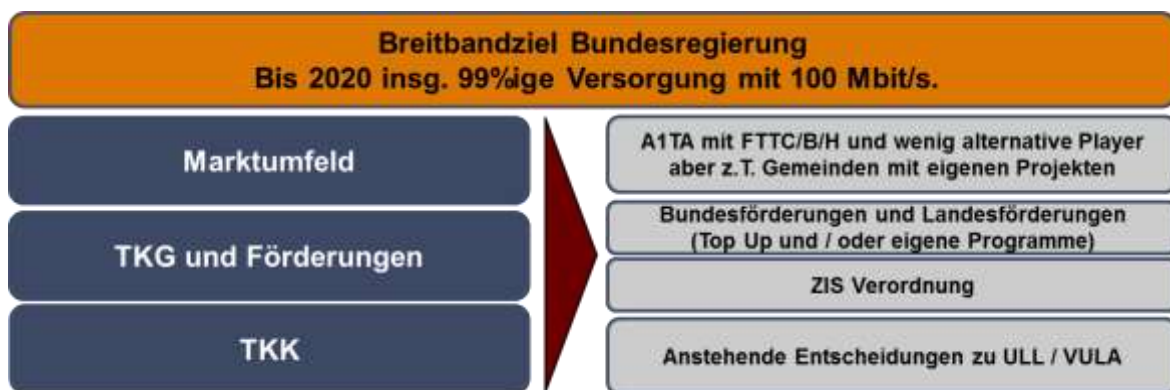 Breitbandziel Bundesregierung
Bis 2020 insg. 99%ige Versorgung mit 100 Mbit/s.
Marktumfeld
A1TA mit FTTC/B/H und wenig alternative Player
aber z.T. Gemeinden mit eigenen Projekten
TKG und Förderungen
Bundesförderungen und Landesförderungen
(Top Up und / oder eigene Programme)
ZIS Verordnung
TKK
Anstehende Entscheidungen zu ULL / VULA